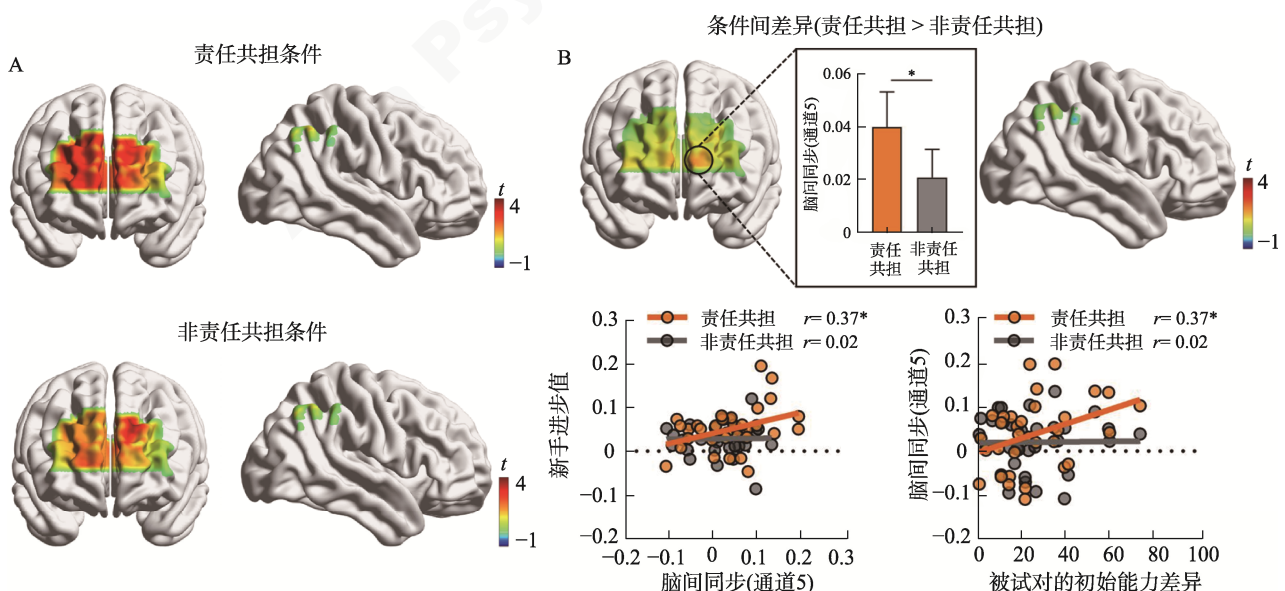 A
责任共担条件
t
4
−1
非责任共担条件
t
4
−1
B
条件间差异(责任共担 > 非责任共担)
脑间同步(通道5)
0.06
0.04
0.02
0
*
责任
共担
非责任
共担
t
4
−1
责任共担 r= 0.37*
非责任共担 r= 0.02
新手进步值
0.3
0.2
0.1
0
−0.1
−0.2
−0.2 −0.1 0 0.1 0.2 0.3
脑间同步(通道5)
责任共担 r= 0.37*
非责任共担 r= 0.02
脑间同步(通道5)
0.3
0.2
0.1
0
−0.1
−0.2
0 20 40 60 80 100
被试对的初始能力差异